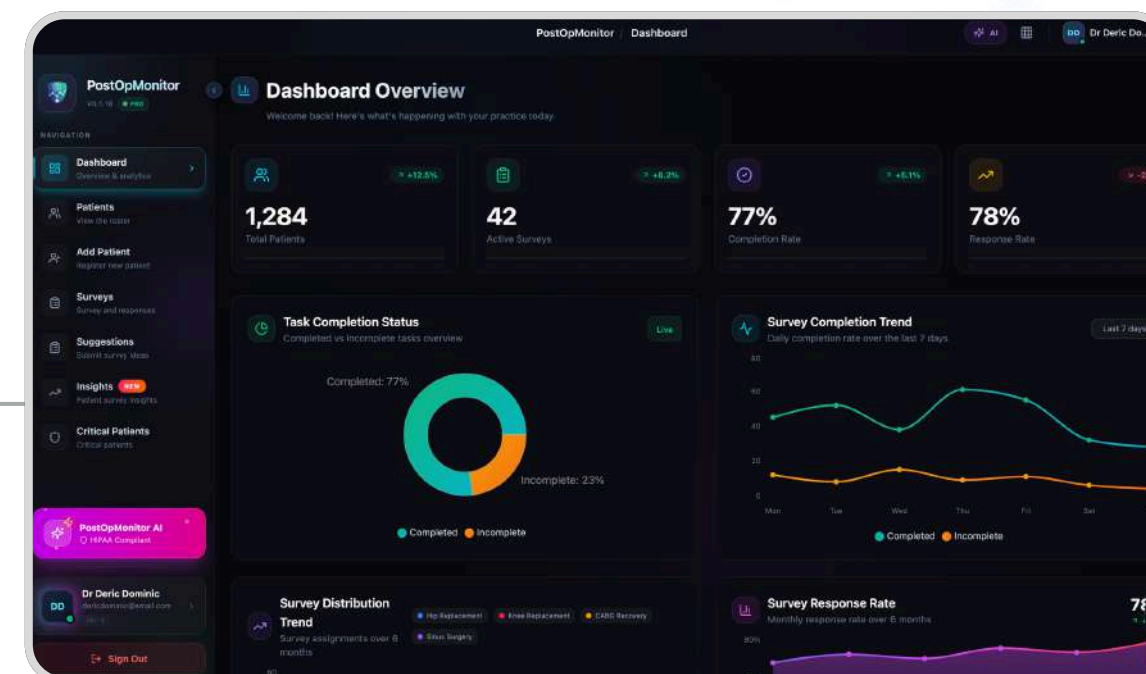 PostOpMonitor / Dashboard
AI
DD Dr Deric Do...
PostOpMonitor
PRO
NAVIGATION
Dashboard
Overview & analytics
Patients
View the roster
Add Patient
Register new patient
Surveys
Survey and responses
Suggestions
Submit survey ideas
Insights NEW
Patient survey insights
Critical Patients
Critical patients
PostOpMonitor AI
HIPAA Compliant
DD
Dr Deric Dominic
dericdominic@email.com
Sign Out
Dashboard Overview
Welcome back! Here's what's happening with your practice today.
+12.5%
1,284
Total Patients
+8.2%
42
Active Surveys
+5.1%
77%
Completion Rate
-2
78%
Response Rate
Task Completion Status
Completed vs incomplete tasks overview
Live
Completed: 77%
Incomplete: 23%
Completed Incomplete
Survey Completion Trend
Daily completion rate over the last 7 days
Last 7 days
80
60
40
20
0
Mon Tue Wed Thu Fri Sat
Completed Incomplete
Survey Distribution
Trend
Survey assignments over 6
months
Hip Replacement Knee Replacement CABG Recovery
Sinus Surgery
Survey Response Rate
Monthly response rate over 6 months
78
80%